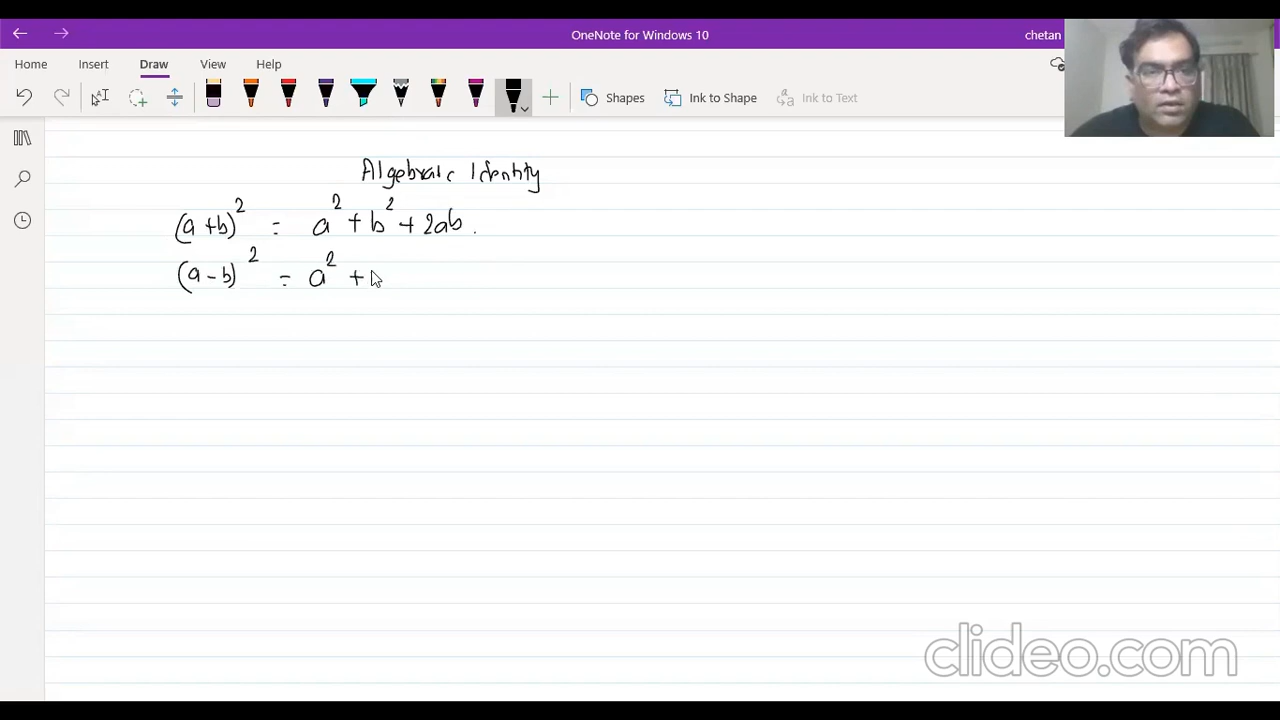 OneNote for Windows 10
chetan
Home Insert Draw View Help
Shapes Ink to Shape Ink to Text
Algebraic Identity
(a+b)² = a² + b² + 2ab.
(a-b)² = a² +
clideo.com